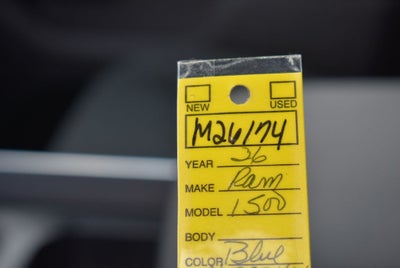 NEW USED
M26174
YEAR 26
MAKE Ram
MODEL 1500
BODY
COLOR Blue